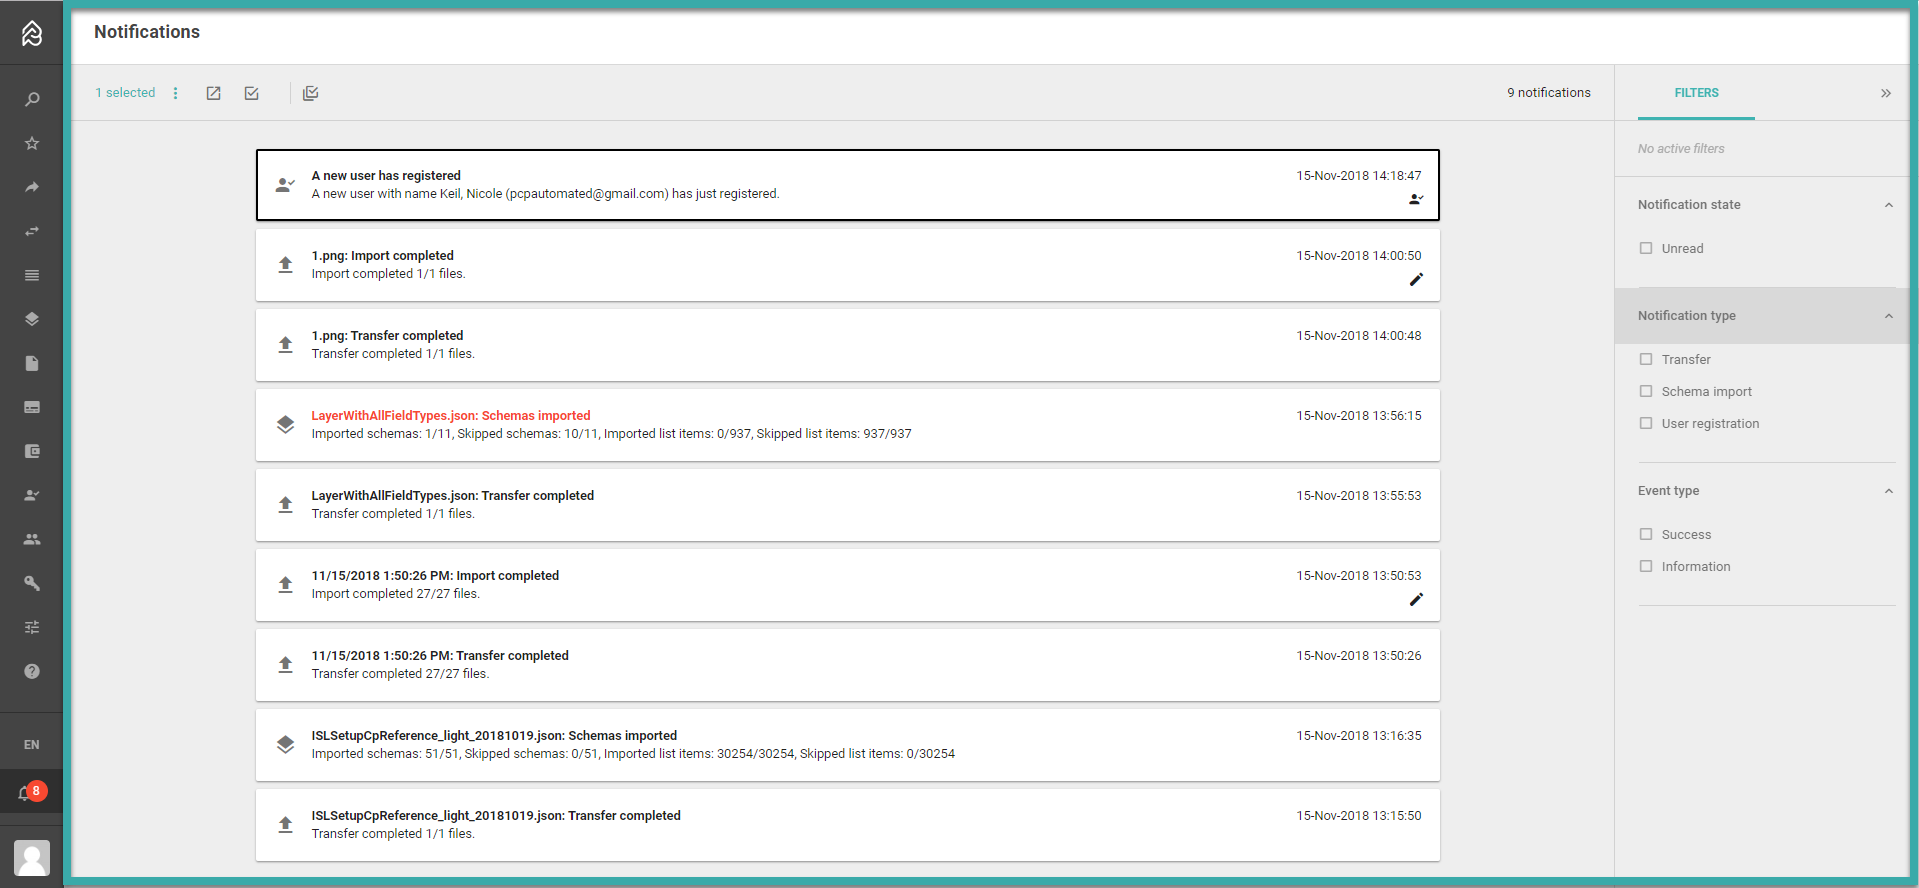 Notifications
1 selected
9 notifications
FILTERS
No active filters
A new user has registered
15-Nov-2018 14:18:47
A new user with name Keil, Nicole (pcpautomated@gmail.com) has just registered.
1.png: Import completed
15-Nov-2018 14:00:50
Import completed 1/1 files.
1.png: Transfer completed
15-Nov-2018 14:00:48
Transfer completed 1/1 files.
LayerWithAllFieldTypes.json: Schemas imported
15-Nov-2018 13:56:15
Imported schemas: 1/11, Skipped schemas: 10/11, Imported list items: 0/937, Skipped list items: 937/937
LayerWithAllFieldTypes.json: Transfer completed
15-Nov-2018 13:55:53
Transfer completed 1/1 files.
11/15/2018 1:50:26 PM: Import completed
15-Nov-2018 13:50:53
Import completed 27/27 files.
11/15/2018 1:50:26 PM: Transfer completed
15-Nov-2018 13:50:26
Transfer completed 27/27 files.
ISLSetupCpReference_light_20181019.json: Schemas imported
15-Nov-2018 13:16:35
Imported schemas: 51/51, Skipped schemas: 0/51, Imported list items: 30254/30254, Skipped list items: 0/30254
ISLSetupCpReference_light_20181019.json: Transfer completed
15-Nov-2018 13:15:50
Transfer completed 1/1 files.
Notification state
Unread
Notification type
Transfer
Schema import
User registration
Event type
Success
Information
EN
8